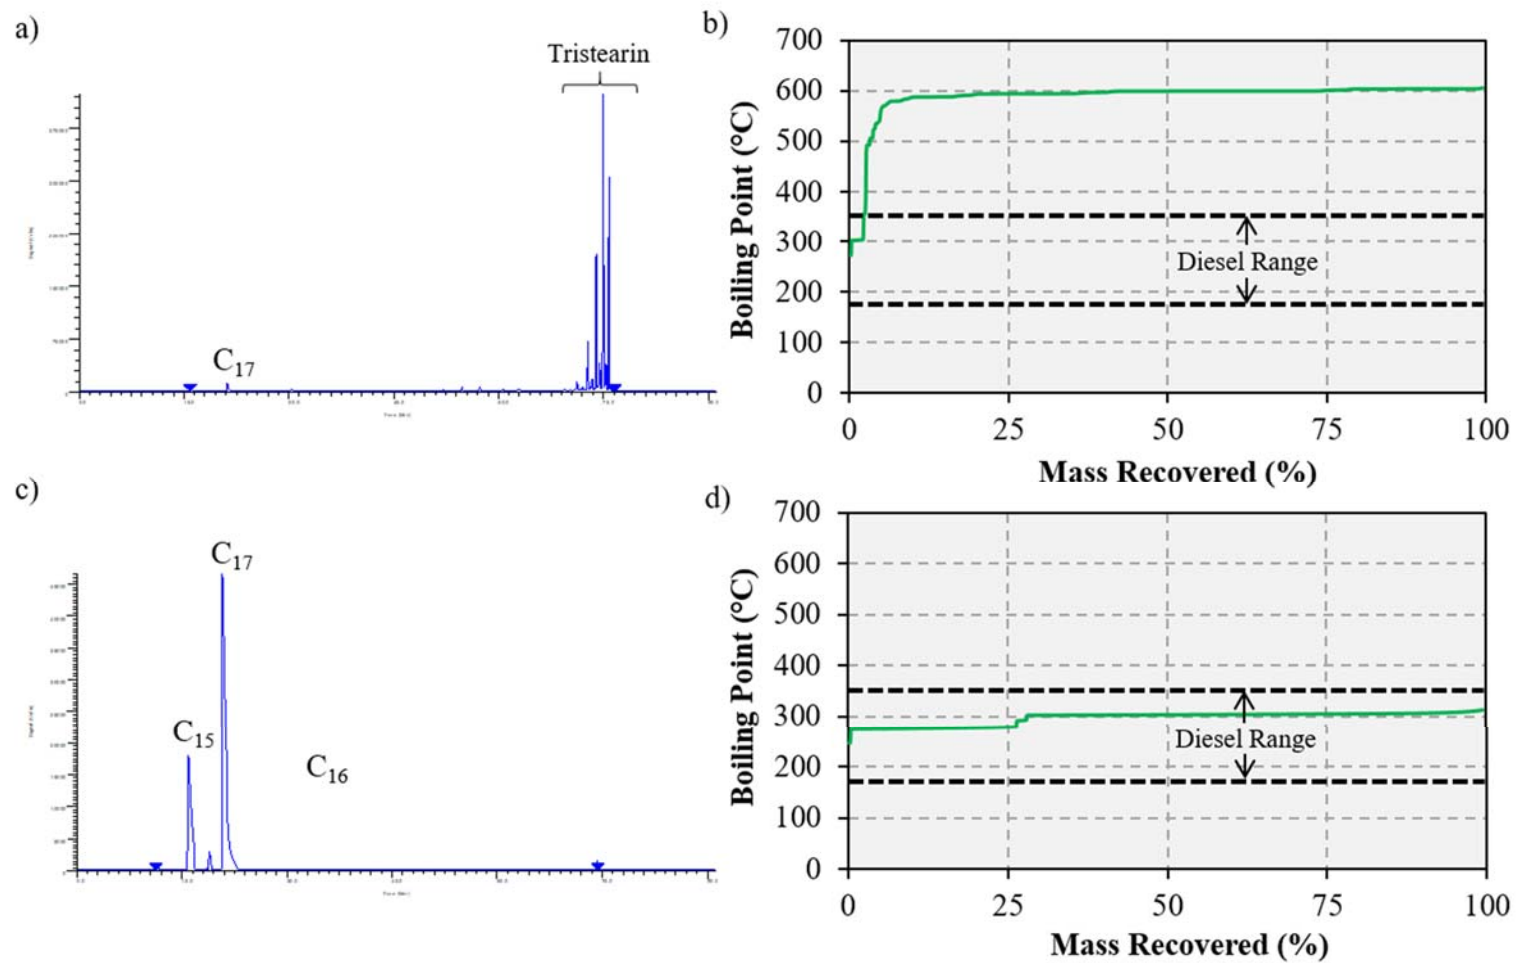 a)
Tristearin
C17
b)
700
600
500
400
300
200
100
0
Boiling Point (°C)
Diesel Range
0 25 50 75 100
Mass Recovered (%)
c)
C17
C15
C16
d)
700
600
500
400
300
200
100
0
Boiling Point (°C)
Diesel Range
0 25 50 75 100
Mass Recovered (%)